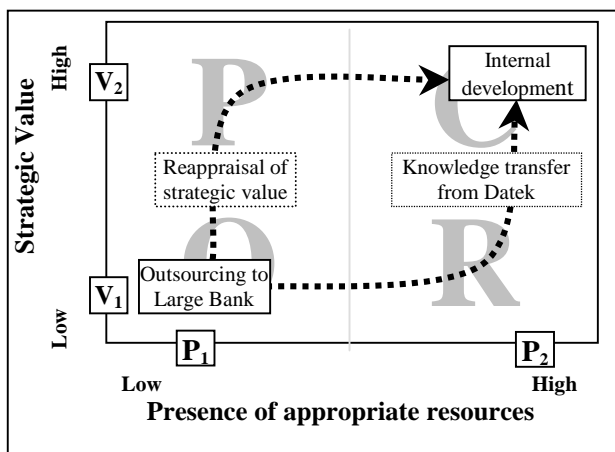 High
V2
Strategic Value
V1
Low
P
C
Internal
development
Reappraisal of
strategic value
Knowledge transfer
from Datek
O
R
Outsourcing to
Large Bank
P1
P2
Low
High
Presence of appropriate resources